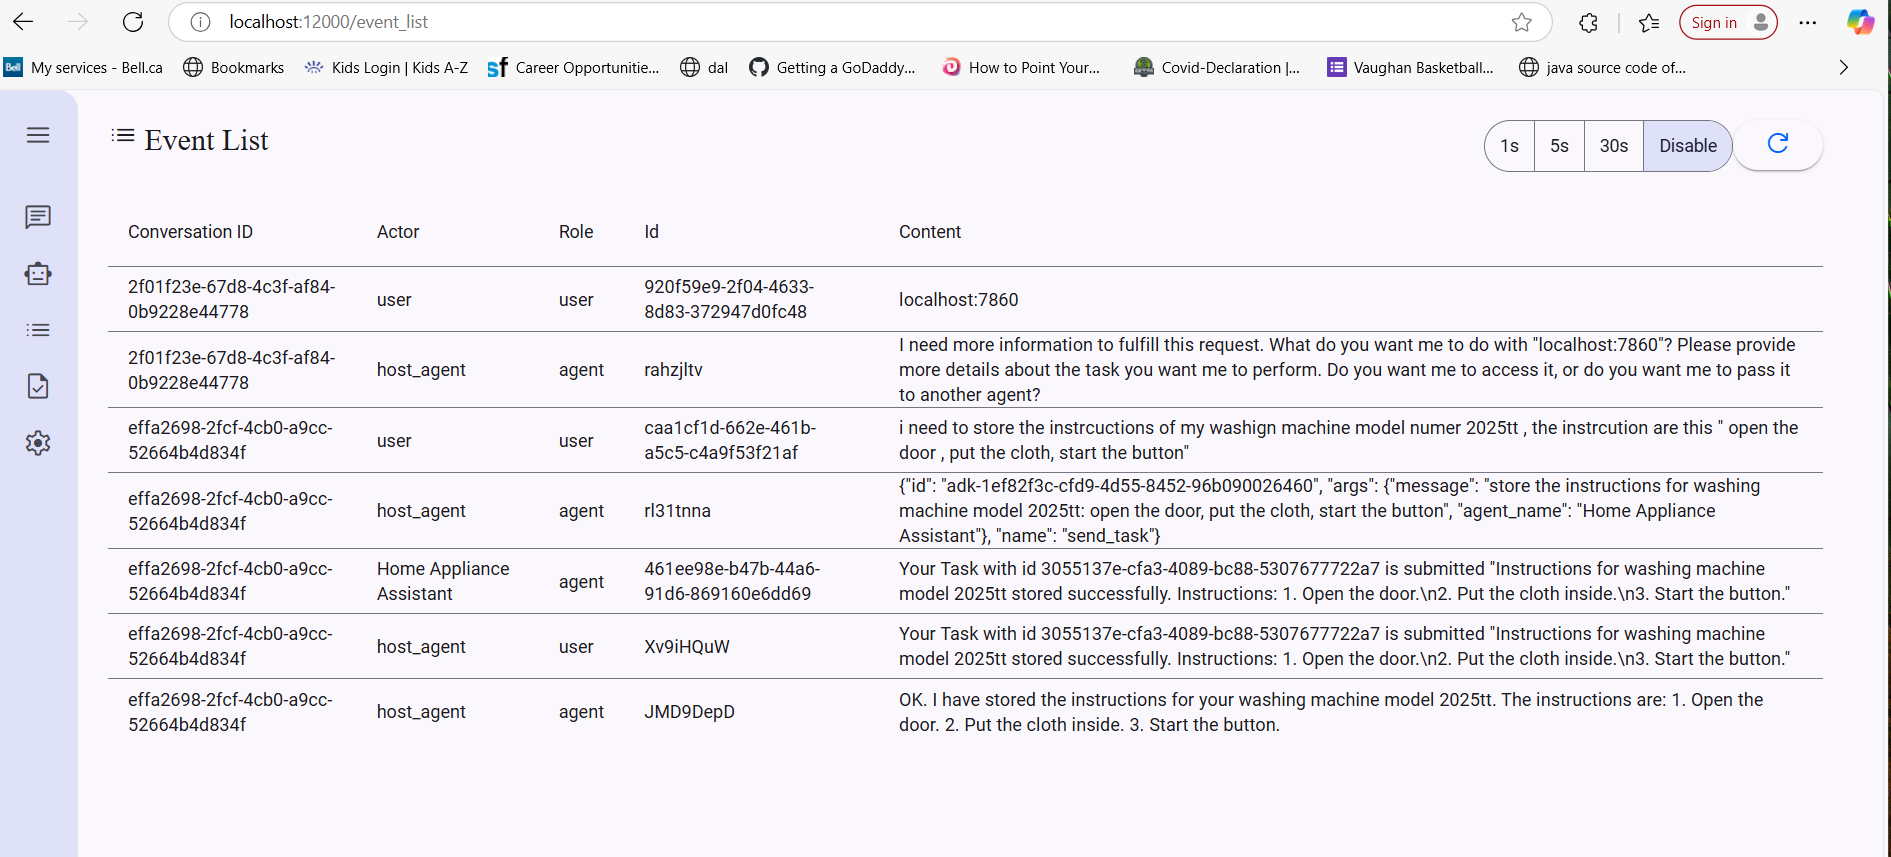 localhost:12000/event_list
Sign in
My services - Bell.ca
Bookmarks
Kids Login | Kids A-Z
Career Opportunitie...
dal
Getting a GoDaddy...
How to Point Your...
Covid-Declaration |...
Vaughan Basketball...
java source code of...
Event List
1s
5s
30s
Disable
Conversation ID
Actor
Role
Id
Content
2f01f23e-67d8-4c3f-af84-
0b9228e44778
user
user
920f59e9-2f04-4633-
8d83-372947d0fc48
localhost:7860
2f01f23e-67d8-4c3f-af84-
0b9228e44778
host_agent
agent
rahzjltv
I need more information to fulfill this request. What do you want me to do with "localhost:7860"? Please provide
more details about the task you want me to perform. Do you want me to access it, or do you want me to pass it
to another agent?
effa2698-2fcf-4cb0-a9cc-
52664b4d834f
user
user
caa1cf1d-662e-461b-
a5c5-c4a9f53f21af
i need to store the instrcuctions of my washign machine model numer 2025tt , the instrcution are this " open the
door , put the cloth, start the button"
effa2698-2fcf-4cb0-a9cc-
52664b4d834f
host_agent
agent
rl31tnna
{"id": "adk-1ef82f3c-cfd9-4d55-8452-96b090026460", "args": {"message": "store the instructions for washing
machine model 2025tt: open the door, put the cloth, start the button", "agent_name": "Home Appliance
Assistant"}, "name": "send_task"}
effa2698-2fcf-4cb0-a9cc-
52664b4d834f
Home Appliance
Assistant
agent
461ee98e-b47b-44a6-
91d6-869160e6dd69
Your Task with id 3055137e-cfa3-4089-bc88-5307677722a7 is submitted "Instructions for washing machine
model 2025tt stored successfully. Instructions: 1. Open the door.\n2. Put the cloth inside.\n3. Start the button."
effa2698-2fcf-4cb0-a9cc-
52664b4d834f
host_agent
user
Xv9iHQuW
Your Task with id 3055137e-cfa3-4089-bc88-5307677722a7 is submitted "Instructions for washing machine
model 2025tt stored successfully. Instructions: 1. Open the door.\n2. Put the cloth inside.\n3. Start the button."
effa2698-2fcf-4cb0-a9cc-
52664b4d834f
host_agent
agent
JMD9DepD
OK. I have stored the instructions for your washing machine model 2025tt. The instructions are: 1. Open the
door. 2. Put the cloth inside. 3. Start the button.